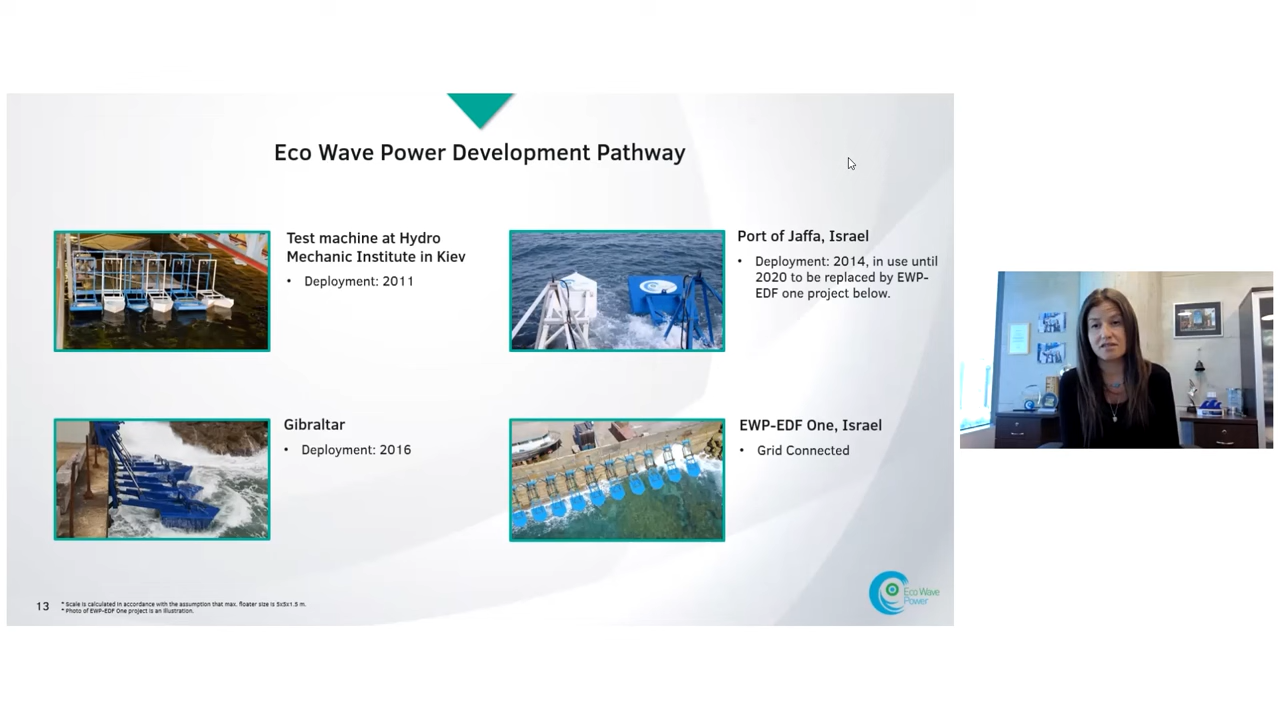 Eco Wave Power Development Pathway
Test machine at Hydro
Mechanic Institute in Kiev
• Deployment: 2011
Port of Jaffa, Israel
• Deployment: 2014, in use until
2020 to be replaced by EWP-
EDF one project below.
Gibraltar
• Deployment: 2016
EWP-EDF One, Israel
• Grid Connected
13
* Scale is calculated in accordance with the assumption that max. floater size is 5x5x1.5 m.
* Photo of EWP-EDF One project is an illustration.
Eco Wave
Power